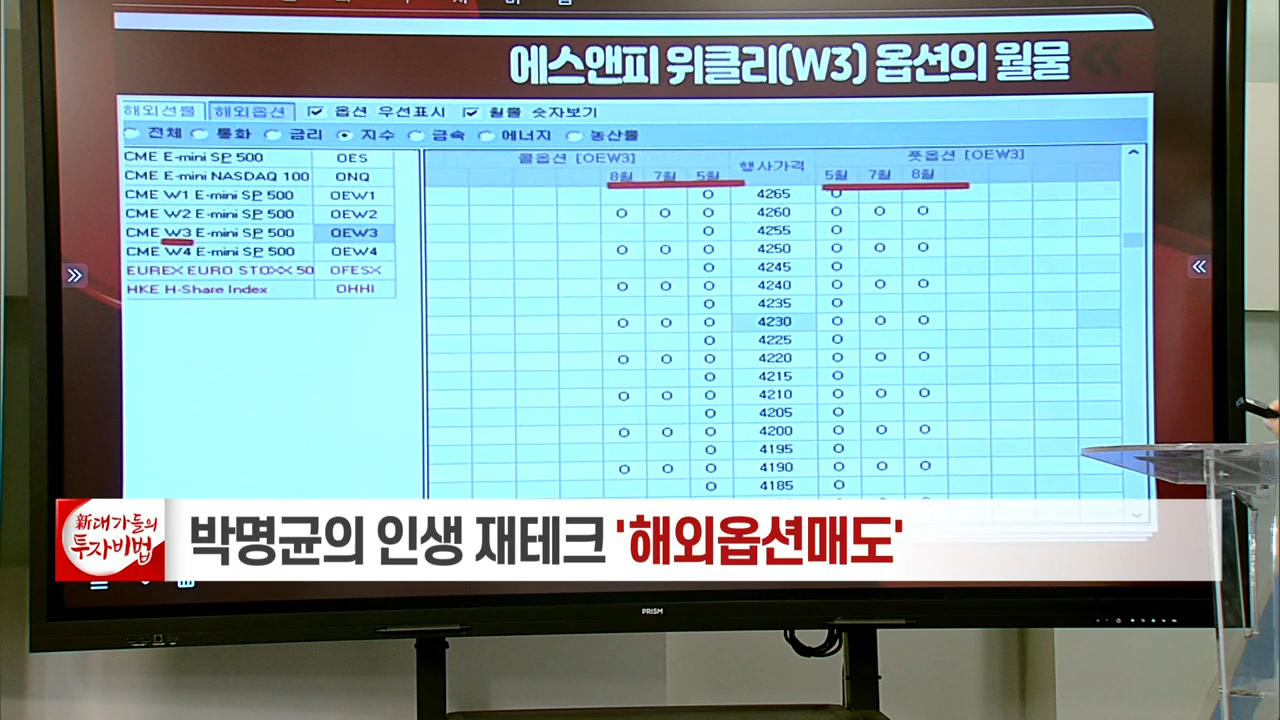 에스앤피 위클리(W3) 옵션의 월물
해외선물 해외옵션 옵션 우선표시 월물 숫자보기
전체 통화 금리 지수 금속 에너지 농산물
CME E-mini SP 500 OES
CME E-mini NASDAQ 100 ONQ
CME W1 E-mini SP 500 OEW1
CME W2 E-mini SP 500 OEW2
CME W3 E-mini SP 500 OEW3
CME W4 E-mini SP 500 OEW4
EUREX EURO STOXX 50 OFESX
HKE H-Share Index OHHI
콜옵션 [OEW3] 행사가격 풋옵션 [OEW3]
8월 7월 5월 5월 7월 8월
O 4265 O
O O O 4260 O O O
O 4255 O
O O O 4250 O O O
O 4245 O
O O O 4240 O O O
O 4235 O
O O O 4230 O O O
O 4225 O
O O O 4220 O O O
O 4215 O
O O O 4210 O O O
O 4205 O
O O O 4200 O O O
O 4195 O
O O O 4190 O O O
O 4185 O
新대가들의
투자비법
박명균의 인생 재테크 '해외옵션매도'
PRISM